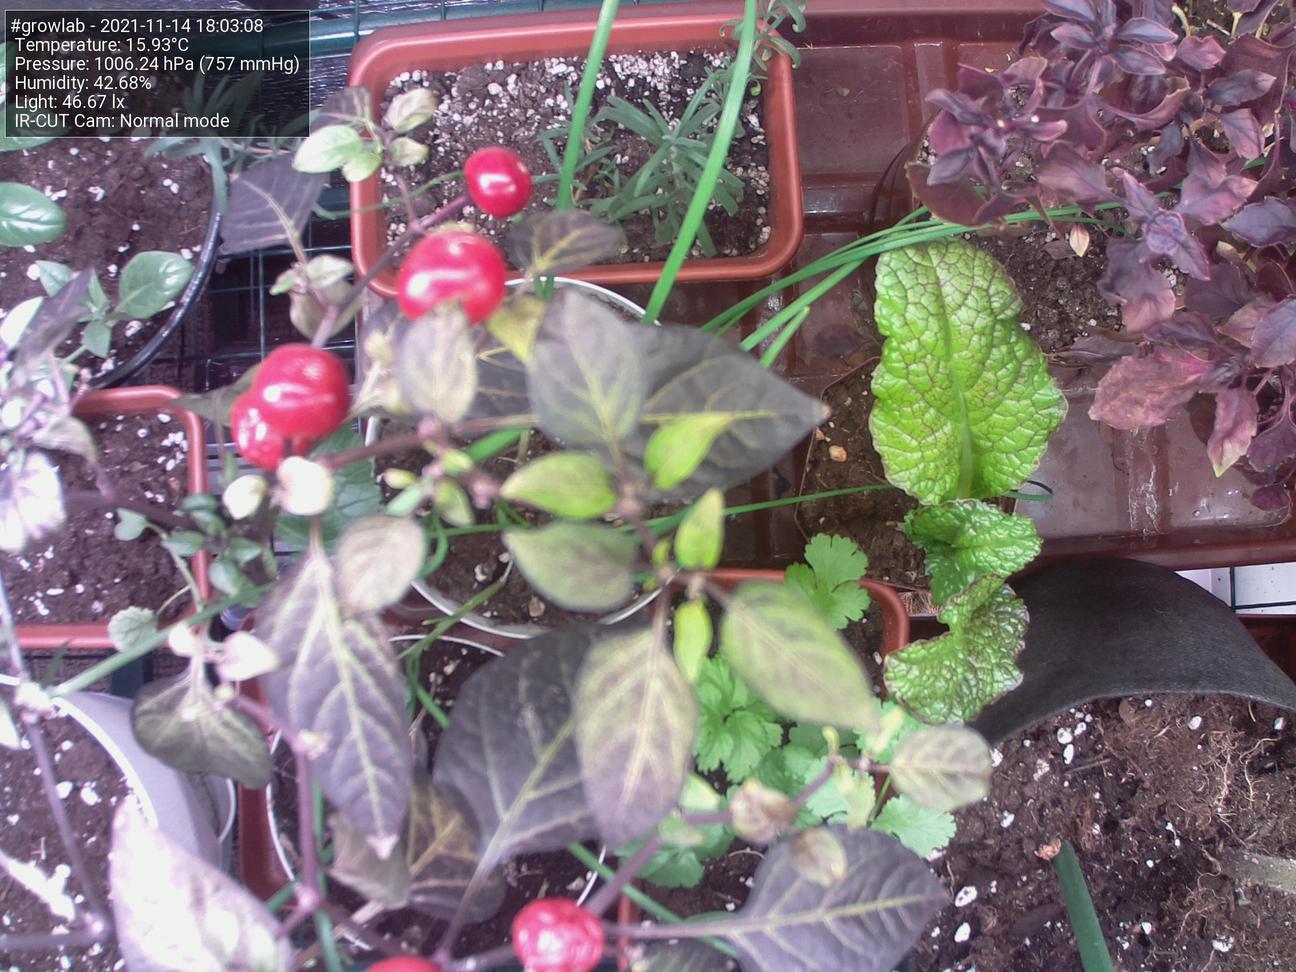 #growlab - 2021-11-14 18:03:08
Temperature: 15.93°C
Pressure: 1006.24 hPa (757 mmHg)
Humidity: 42.68%
Light: 46.67 lx
IR-CUT Cam: Normal mode